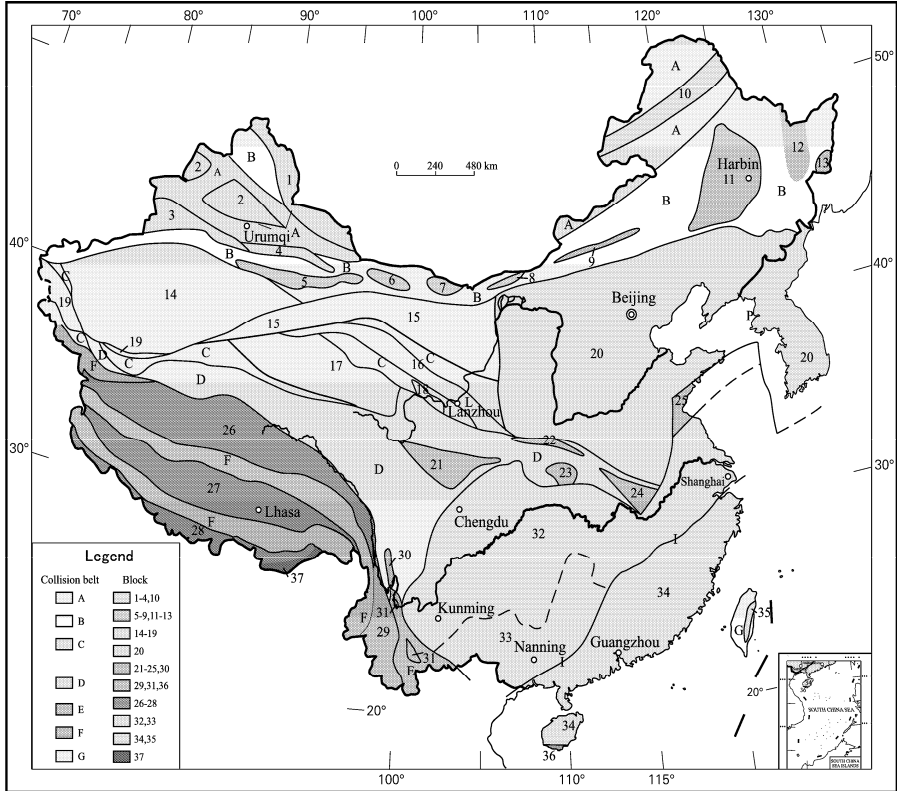 70° 80° 90° 100° 110° 120° 130°
50°
A
10
A
12
13
Harbin
11
B
B
2
A
B
1
2
0 240 480 km
3
Urumqi
A
4
A
9
40°
40°
B
B
5
6
7
8
B
C
19
14
15
15
Beijing
P
20
20
C
19
D
C
F
C
D
17
C
16
C
18
L
Lanzhou
25
26
22
30°
30°
D
21
D
23
24
Shanghai
F
27
Lhasa
F
28
Chengdu
32
I
30
37
34
Legend
Collision belt Block
A 1-4,10
B 5-9,11-13
C 14-19
20
D 21-25,30
E 29,31,36
F 26-28
32,33
G 34,35
37
F
31
29
Kunming
33
Nanning
Guangzhou
35
G
31
E
I
20°
20°
34
36
N
36
SOUTH CHINA SEA
SOUTH CHINA
SEA ISLANDS
100° 110° 115°